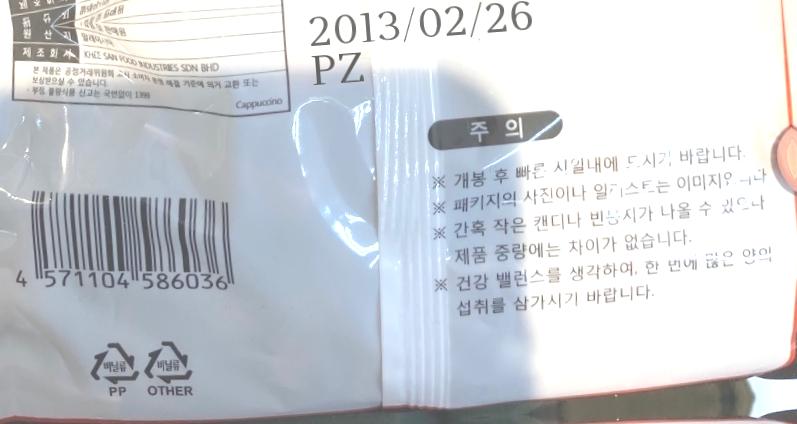 원산지
제조회사 KHEE SAN FOOD INDUSTRIES SDN BHD
본 제품은 공정거래위원회 고시 소비자 분쟁 해결 기준에 의거 교환 또는
보상받으실 수 있습니다.
· 부정, 불량식품 신고는 국번없이 1399
Cappuccino
2013/02/26
PZ
주 의
※ 개봉 후 빠른 시일내에 드시기 바랍니다.
※ 패키지의 사진이나 일러스트는 이미지입니다
※ 간혹 작은 캔디나 빈봉지가 나올 수 있으나
제품 중량에는 차이가 없습니다.
※ 건강 밸런스를 생각하여, 한 번에 많은 양의
섭취를 삼가시기 바랍니다.
4 571104 586036
비닐류 비닐류
PP OTHER